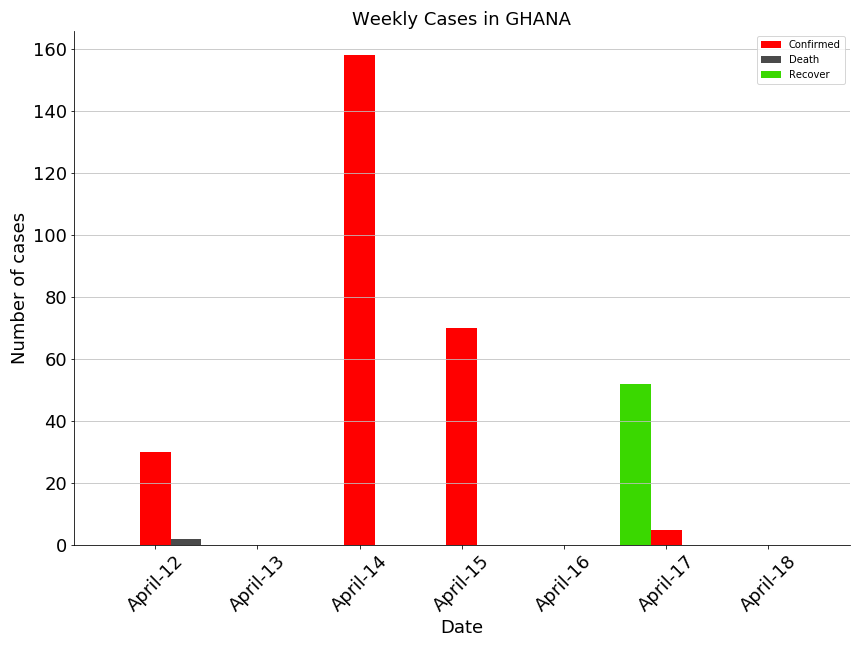 Weekly Cases in GHANA
Confirmed
Death
Recover
Number of cases
160
140
120
100
80
60
40
20
0
April-12
April-13
April-14
April-15
April-16
April-17
April-18
Date